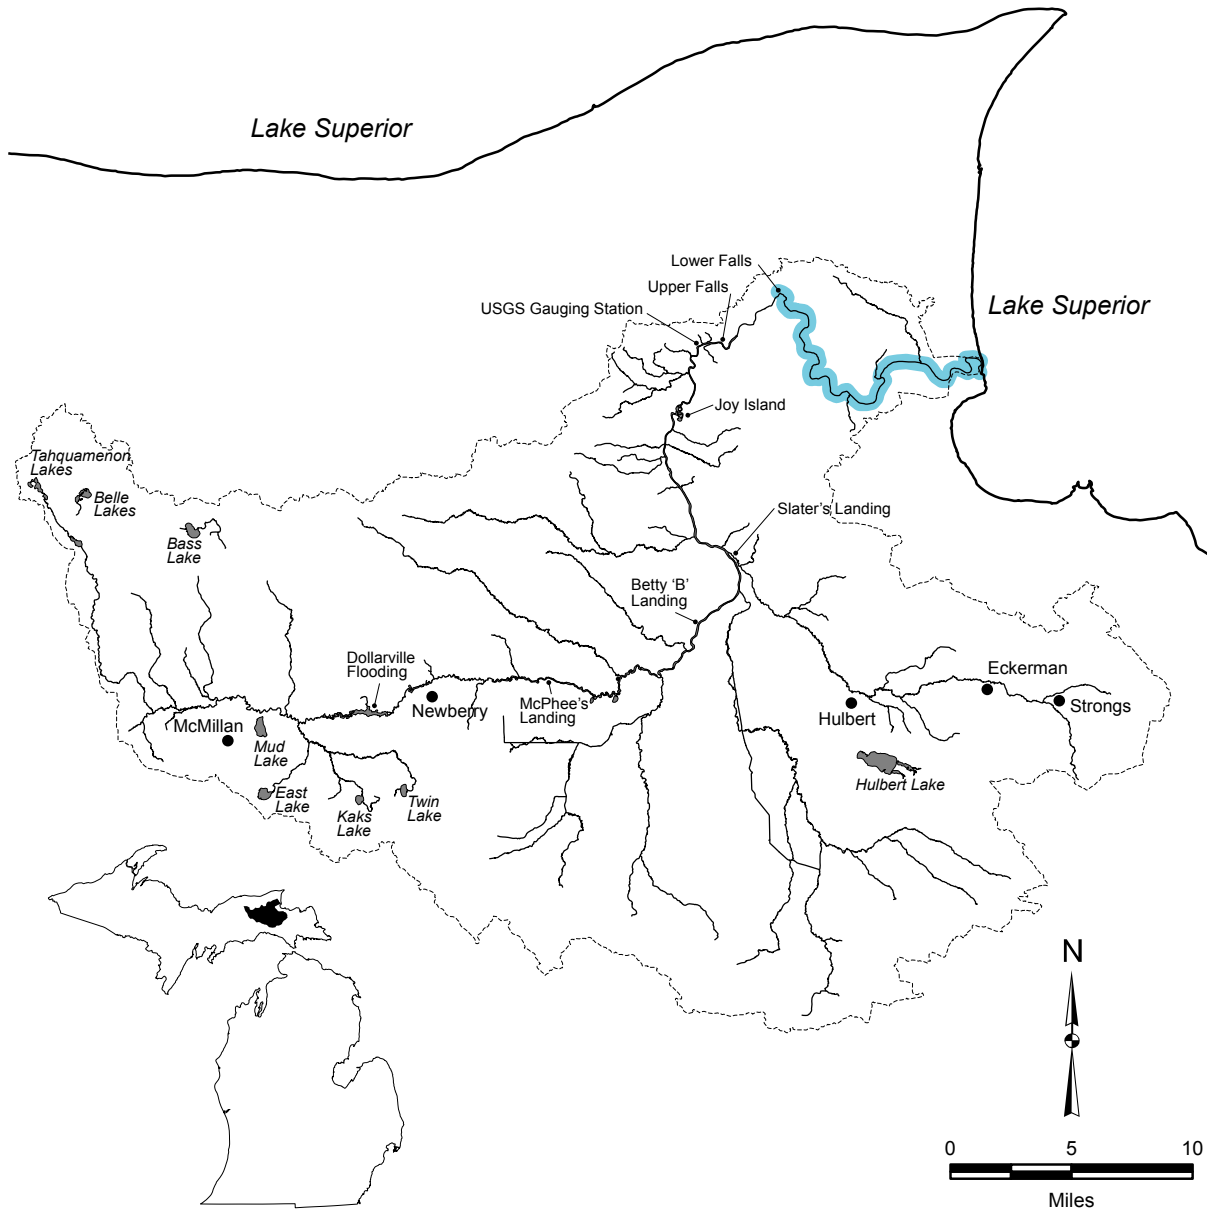 Lake Superior
Lower Falls
Upper Falls
USGS Gauging Station
Lake Superior
Joy Island
Tahquamenon
Lakes
Belle
Lakes
Bass
Lake
Slater's Landing
Betty 'B'
Landing
Dollarville
Flooding
Eckerman
McPhee's
Landing
Newberry
Hulbert
Strongs
McMillan
Mud
Lake
Hulbert Lake
East
Lake
Kaks
Lake
Twin
Lake
N
0 5 10
Miles